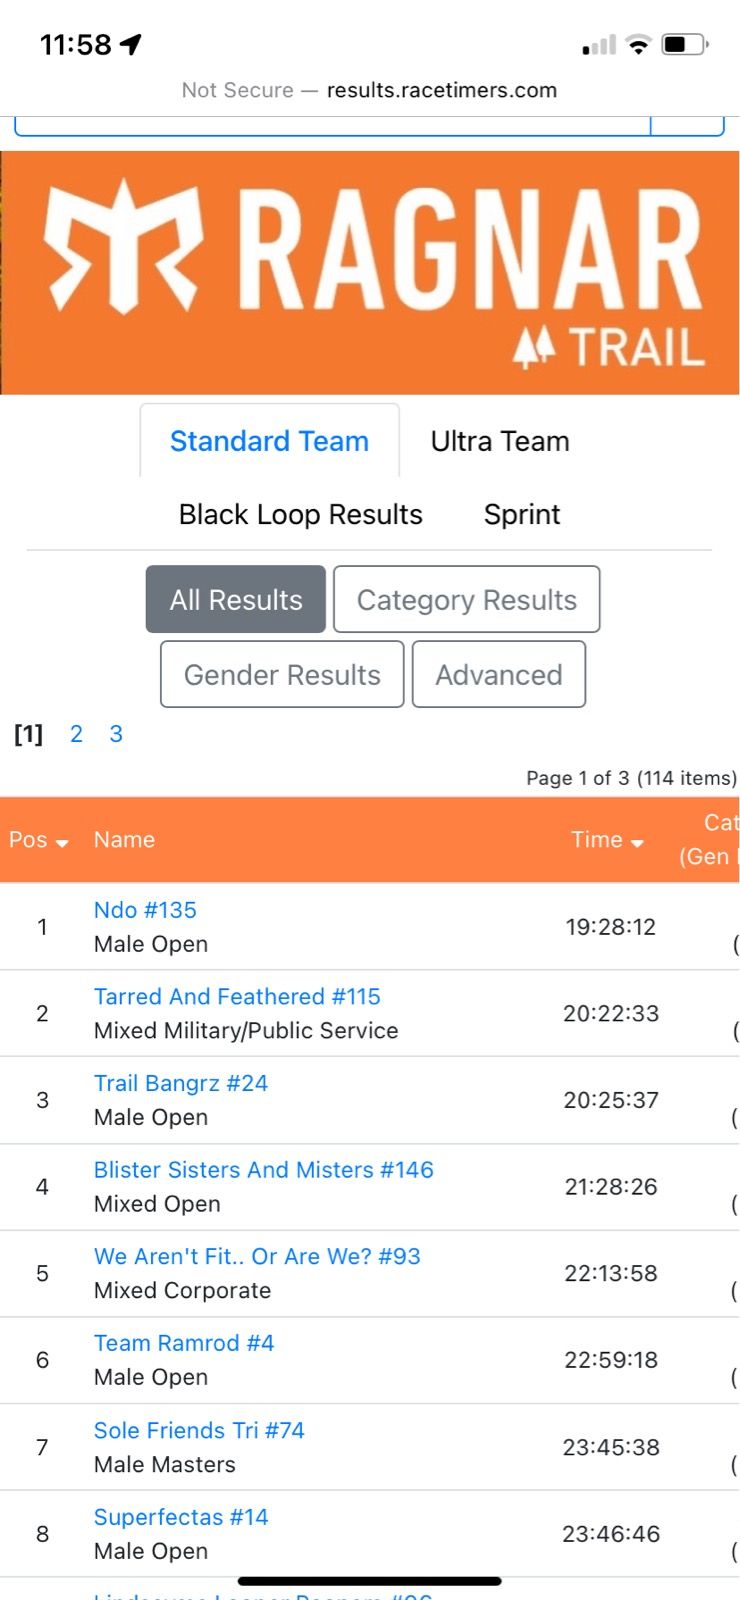 11:58
Not Secure — results.racetimers.com
RAGNAR
TRAIL
Standard Team Ultra Team
Black Loop Results Sprint
All Results Category Results
Gender Results Advanced
[1] 2 3
Page 1 of 3 (114 items)
Pos Name Time Cat
(Gen
1 Ndo #135 19:28:12
Male Open (
2 Tarred And Feathered #115 20:22:33
Mixed Military/Public Service (
3 Trail Bangrz #24 20:25:37
Male Open (
4 Blister Sisters And Misters #146 21:28:26
Mixed Open (
5 We Aren't Fit.. Or Are We? #93 22:13:58
Mixed Corporate (
6 Team Ramrod #4 22:59:18
Male Open (
7 Sole Friends Tri #74 23:45:38
Male Masters (
8 Superfectas #14 23:46:46
Male Open (